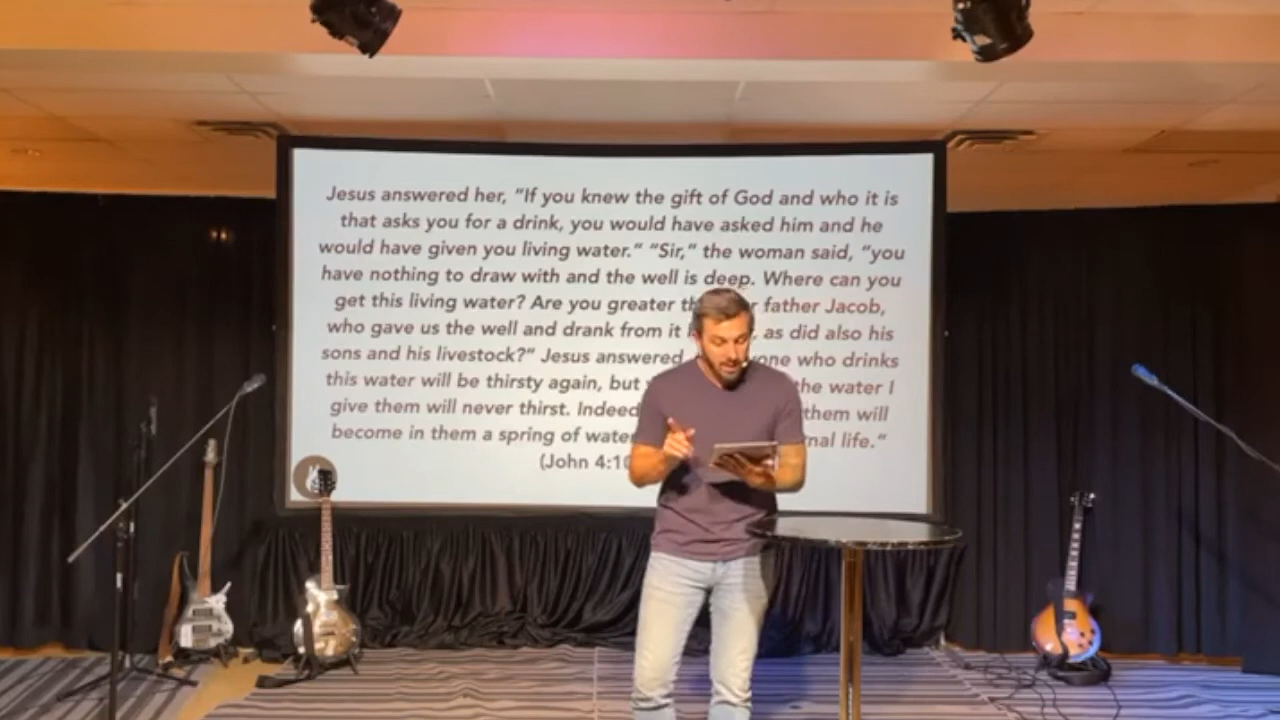 Jesus answered her, “If you knew the gift of God and who it is
that asks you for a drink, you would have asked him and he
would have given you living water.” “Sir,” the woman said, “you
have nothing to draw with and the well is deep. Where can you
get this living water? Are you greater father Jacob,
who gave us the well and drank from it as did also his
sons and his livestock?” Jesus answered who drinks
this water will be thirsty again, but the water I
give them will never thirst. Indeed them will
become in them a spring of water life.”
(John 4:10